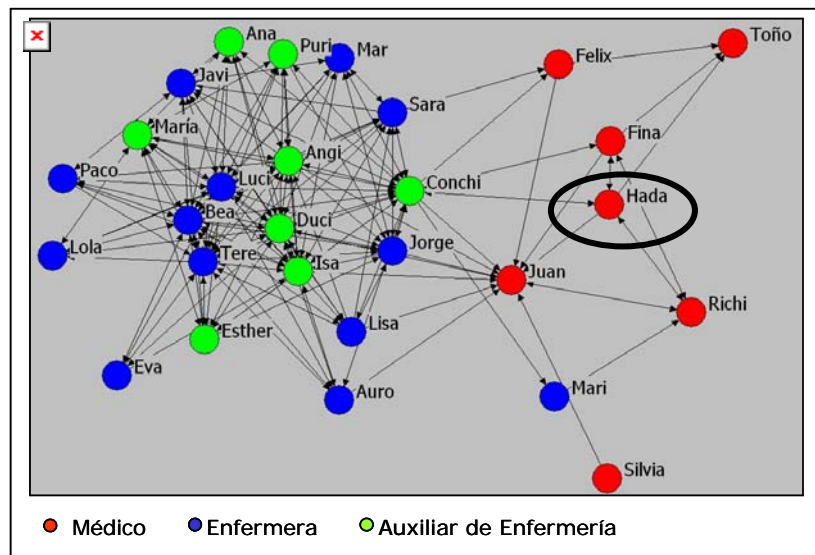 Ana
Puri
Mar
Javi
Felix
Toño
Sara
María
Fina
Angi
Paco
Luci
Conchi
Hada
Bea
Duci
Lola
Tere
Jorge
Isa
Juan
Richi
Esther
Lisa
Eva
Auro
Mari
Silvia
Médico
Enfermera
Auxiliar de Enfermería